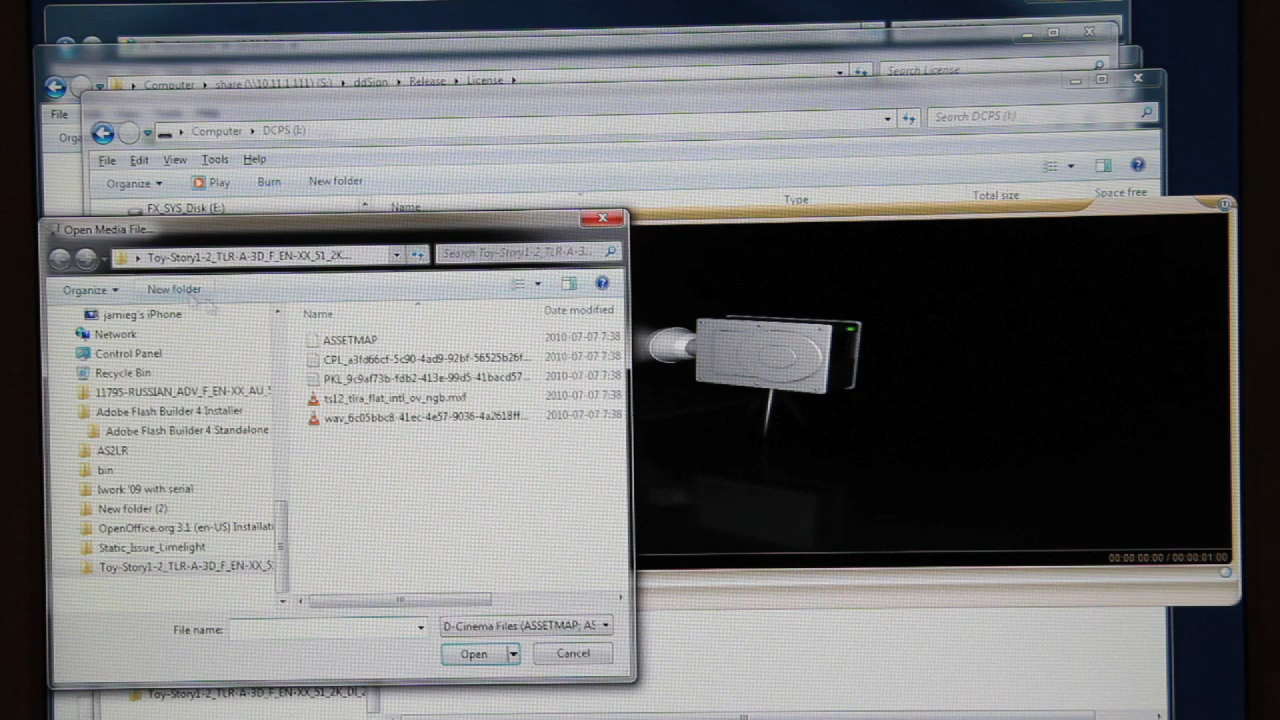 Computer ▸ share (\\10.11.1.111) (S:) ▸ ddSign ▸ Release ▸ License ▸
Search License
File
Orga
Computer ▸ DCPS (I:)
Search DCPS (I:)
File Edit View Tools Help
Organize Play Burn New folder
FX_SYS_Disk (E:)
Name Type Total size Space free
Open Media File...
Toy-Story1-2_TLR-A-3D_F_EN-XX_51_2K...
Search Toy-Story1-2_TLR-A-3...
Organize New folder
Name Date modified
jamieg's iPhone
Network
Control Panel
Recycle Bin
11795-RUSSIAN_ADV_F_EN-XX_AU_5
Adobe Flash Builder 4 Installer
Adobe Flash Builder 4 Standalone
AS2LR
bin
Iwork '09 with serial
New folder (2)
OpenOffice.org 3.1 (en-US) Installat
Static_Issue_Limelight
Toy-Story1-2_TLR-A-3D_F_EN-XX_5
ASSETMAP 2010-07-07 7:38
CPL_a3fd66cf-5c90-4ad9-92bf-56525b26f... 2010-07-07 7:38
PKL_9c9af73b-fdb2-413e-99d5-41bacd57... 2010-07-07 7:38
ts12_tlra_flat_intl_ov_ngb.mxf 2010-07-07 7:38
wav_6c05bbc8-41ec-4e57-9036-4a2618ff... 2010-07-07 7:38
00:00:00:00 / 00:00:01:00
File name:
D-Cinema Files (ASSETMAP; AS
Open Cancel
Toy-Story1-2_TLR-A-3D_F_EN-XX_51_2K_DI_2